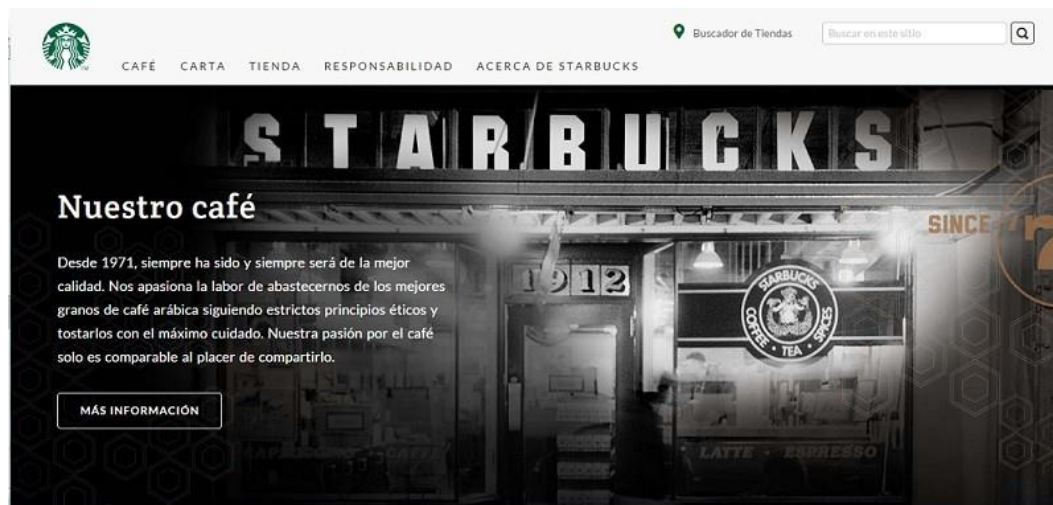 Buscador de Tiendas
Buscar en este sitio
CAFÉ CARTA TIENDA RESPONSABILIDAD ACERCA DE STARBUCKS
STARBUCKS
Nuestro café
SINCE 7
Desde 1971, siempre ha sido y siempre será de la mejor
calidad. Nos apasiona la labor de abastecernos de los mejores
granos de café arábica siguiendo estrictos principios éticos y
tostarlos con el máximo cuidado. Nuestra pasión por el café
solo es comparable al placer de compartirlo.
MÁS INFORMACIÓN
1912
STARBUCKS
COFFEE • TEA • SPICES
LATTE • ESPRESSO